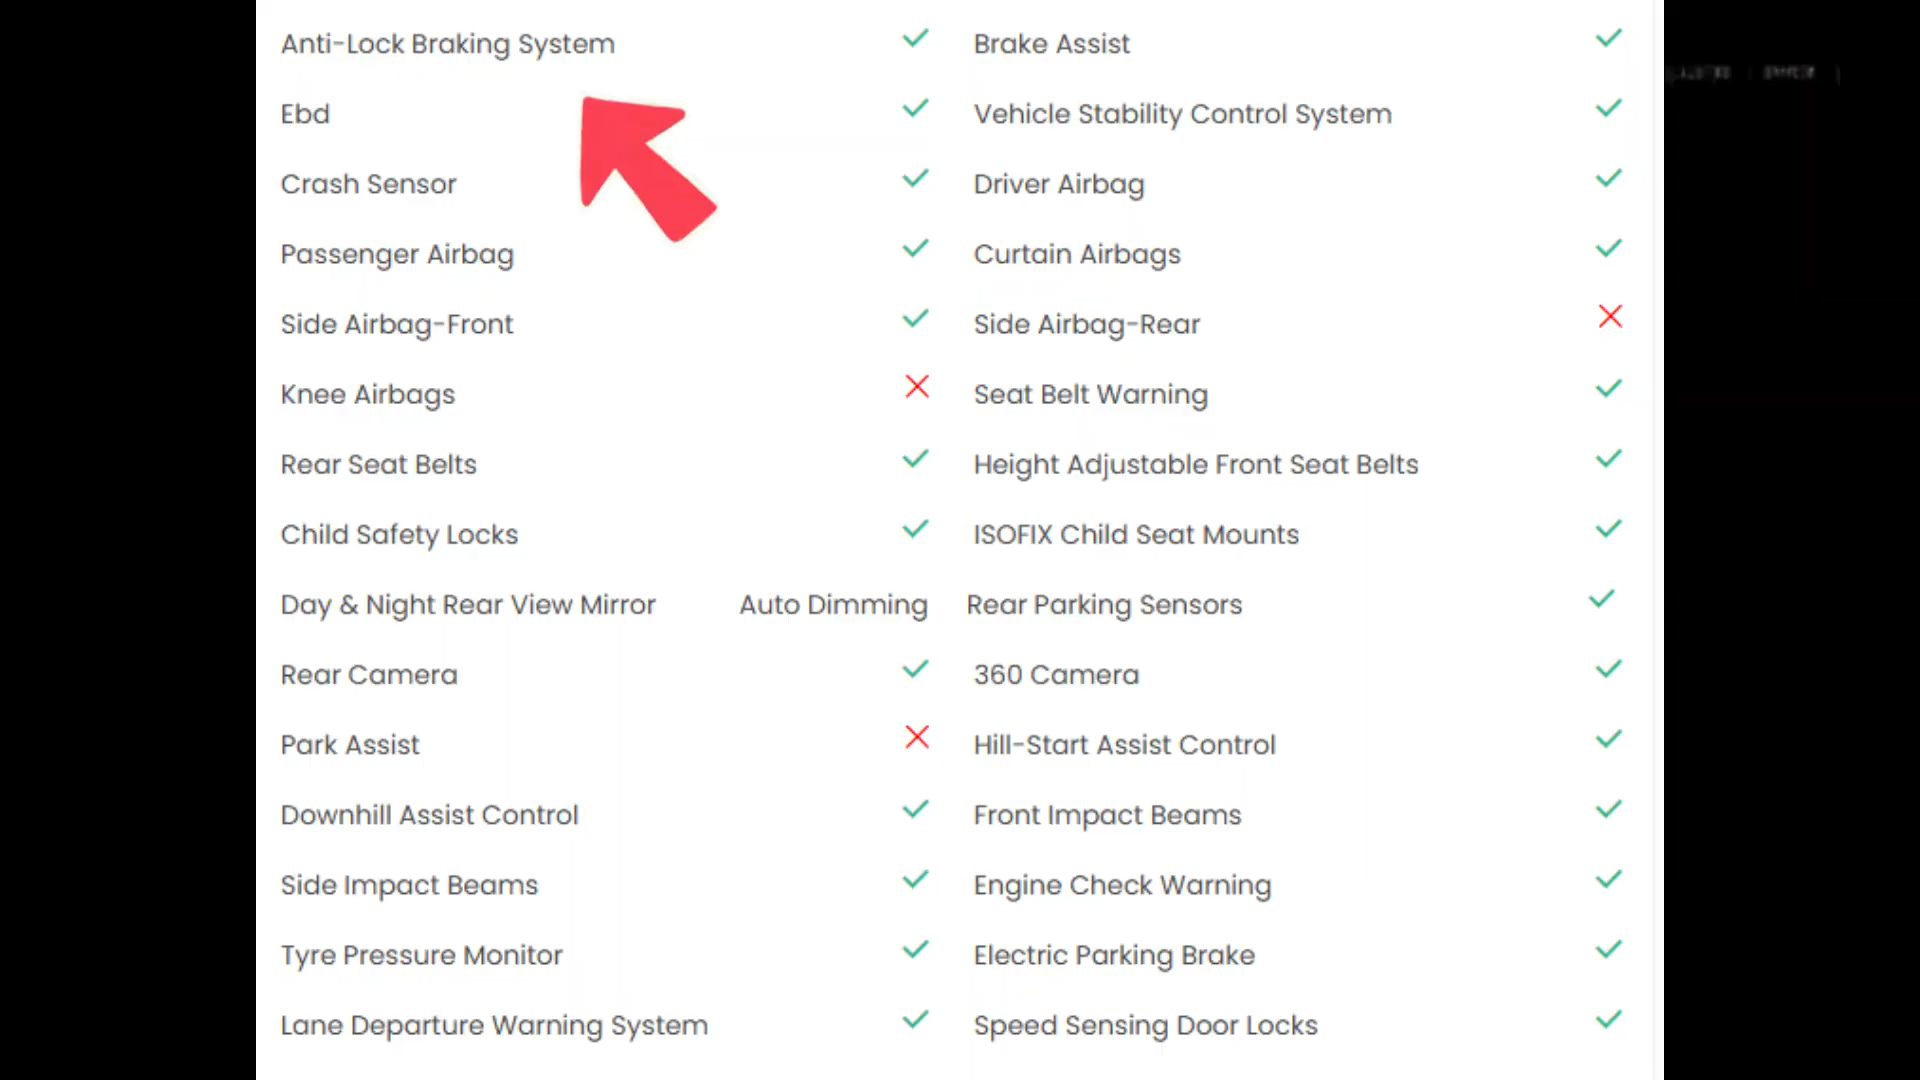 Anti-Lock Braking System Brake Assist
Ebd Vehicle Stability Control System
Crash Sensor Driver Airbag
Passenger Airbag Curtain Airbags
Side Airbag-Front Side Airbag-Rear
Knee Airbags Seat Belt Warning
Rear Seat Belts Height Adjustable Front Seat Belts
Child Safety Locks ISOFIX Child Seat Mounts
Day & Night Rear View Mirror Auto Dimming Rear Parking Sensors
Rear Camera 360 Camera
Park Assist Hill-Start Assist Control
Downhill Assist Control Front Impact Beams
Side Impact Beams Engine Check Warning
Tyre Pressure Monitor Electric Parking Brake
Lane Departure Warning System Speed Sensing Door Locks